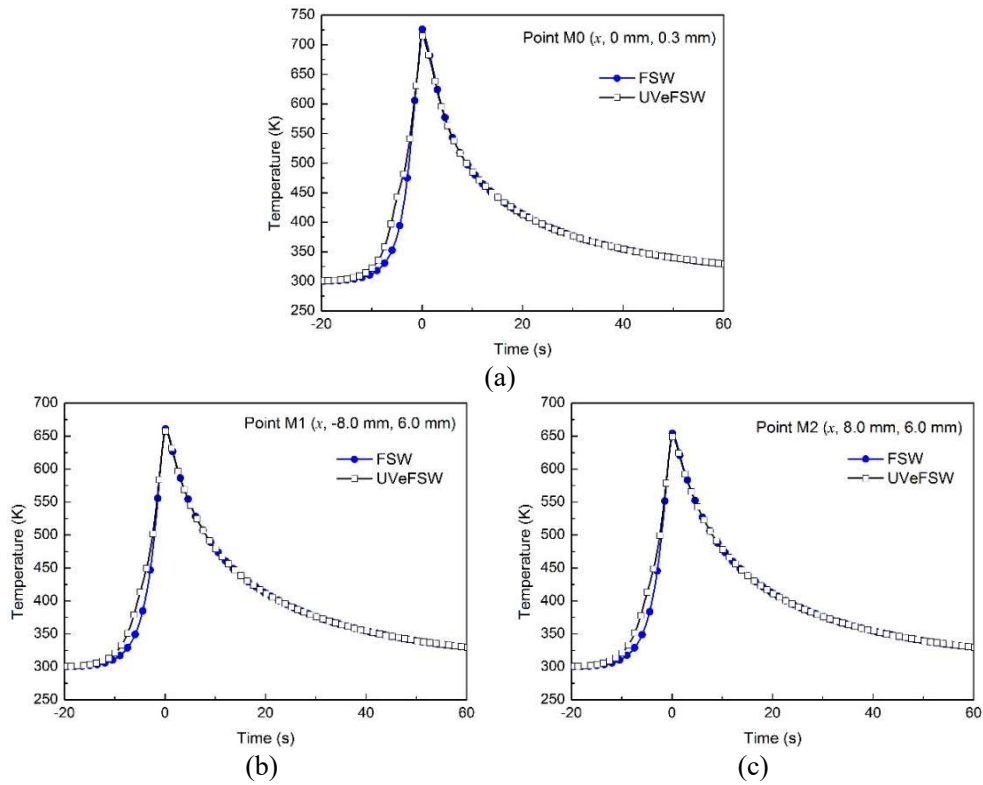 750
700
650
600
550
500
450
400
350
300
250
Temperature (K)
Point M0 (x, 0 mm, 0.3 mm)
FSW
UVeFSW
-20
0
20
40
60
Time (s)
(a)
700
650
600
550
500
450
400
350
300
250
Temperature (K)
Point M1 (x, -8.0 mm, 6.0 mm)
FSW
UVeFSW
-20
0
20
40
60
Time (s)
(b)
700
650
600
550
500
450
400
350
300
250
Temperature (K)
Point M2 (x, 8.0 mm, 6.0 mm)
FSW
UVeFSW
-20
0
20
40
60
Time (s)
(c)